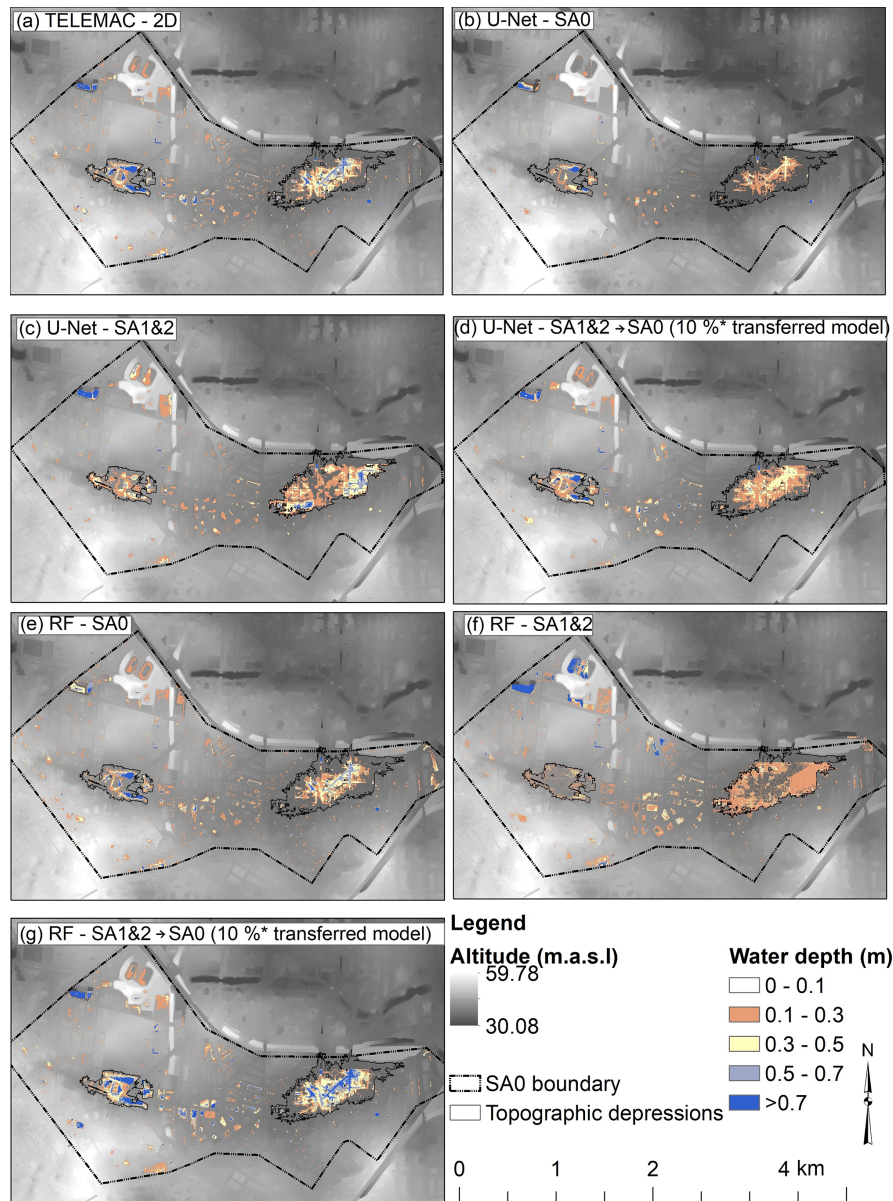 (a) TELEMAC - 2D
(b) U-Net - SA0
(c) U-Net - SA1&2
(d) U-Net - SA1&2 → SA0 (10 %* transferred model)
(e) RF - SA0
(f) RF - SA1&2
(g) RF - SA1&2 → SA0 (10 %* transferred model)
Legend
Altitude (m.a.s.l)
59.78
30.08
SA0 boundary
Topographic depressions
Water depth (m)
0 - 0.1
0.1 - 0.3
0.3 - 0.5
0.5 - 0.7
>0.7
N
0 1 2 4 km